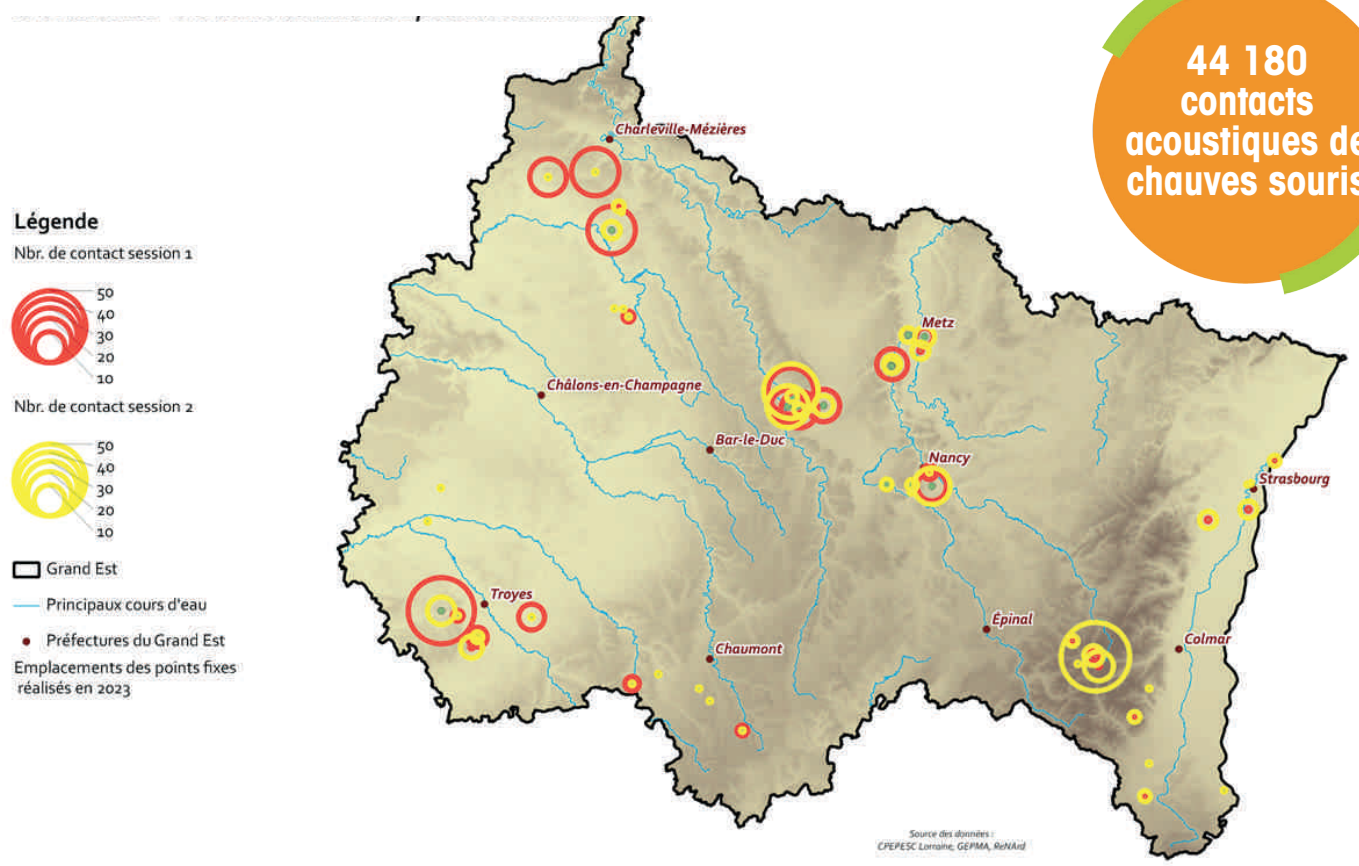 44 180
contacts
acoustiques de
chauves souris
Charleville-Mézières
Légende
Nbr. de contact session 1
50
40
30
20
10
Nbr. de contact session 2
50
40
30
20
10
Grand Est
Principaux cours d'eau
Préfectures du Grand Est
Emplacements des points fixes
réalisés en 2023
Metz
Châlons-en-Champagne
Bar-le-Duc
Nancy
Strasbourg
Troyes
Épinal
Colmar
Chaumont
Source des données :
CPEPESC Lorraine, GEPMA, ReNArd